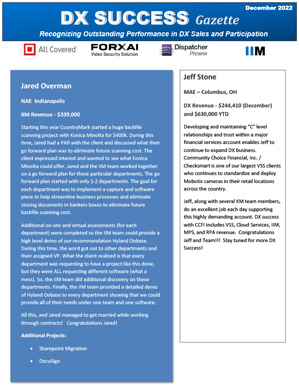 December 2022
DX SUCCESS Gazette
Recognizing Outstanding Performance in DX Sales and Participation
All Covered
FORXAI
Video Security Solution
Dispatcher
Phoenix
IIM
Jared Overman
NAE Indianapolis
IIM Revenue - $339,000
Starting this year CountryMark started a huge backfile
scanning project with Konica Minolta for $400k. During this
time, Jared had a PAR with the client and discussed what their
go forward plan was to eliminate future scanning cost. The
client expressed interest and wanted to see what Konica
Minolta could offer. Jared and the IIM team worked together
on a go forward plan for these particular departments. The go
forward plan started with only 1-2 departments. The goal for
each department was to implement a capture and software
piece to help streamline business processes and eliminate
storing documents in bankers boxes to eliminate future
backfile scanning cost.
Additional on-site and virtual assessments (for each
department) were completed so the IIM team could provide a
high level demo of our recommendation Hyland Onbase.
During this time, the word got out to other departments and
their assigned VP. What the client realized is that every
department was requesting to have a project like this done,
but they were ALL requesting different software (what a
mess). So, the IIM team did additional discovery on these
departments. Finally, the IIM team provided a detailed demo
of Hyland Onbase to every department showing that we could
provide all of their needs under one team and one software.
All this, and Jared managed to get married while working
through contracts! Congratulations Jared!
Additional Projects:
• Sharepoint Migration
• DocuSign
Jeff Stone
MAE – Columbus, OH
DX Revenue - $244,410 (December)
and $630,000 YTD
Developing and maintaining "C" level
relationships and trust within a major
financial services account enables Jeff to
continue to expand DX business.
Community Choice Financial, Inc. /
Checksmart is one of our largest VSS clients
who continues to standardize and deploy
Mobotix cameras in their retail locations
across the country.
Jeff, along with several IIM team members,
do an excellent job each day supporting
this highly demanding account. DX success
with CCFI includes VSS, Cloud Services, IIM,
MPS, and RPA revenue. Congratulations
Jeff and Team!!! Stay tuned for more DX
Success!